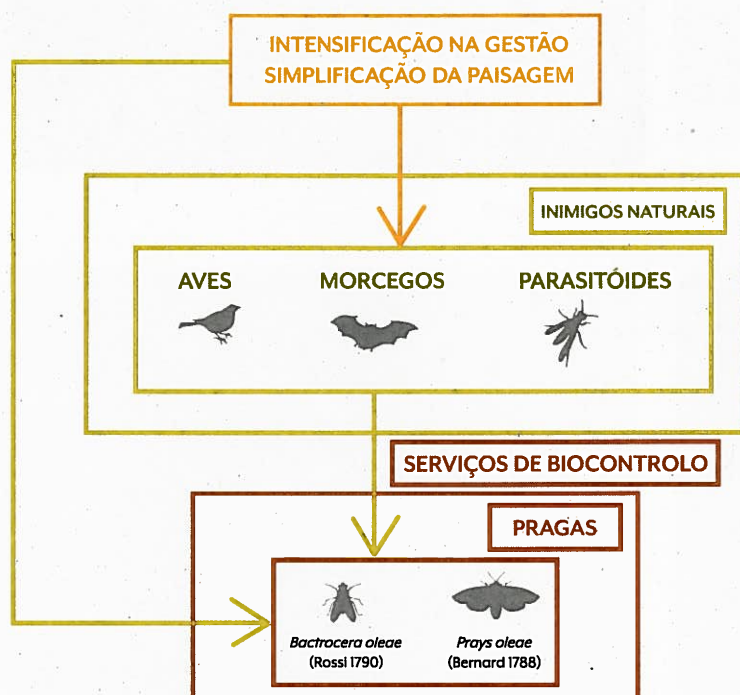 INTENSIFICAÇÃO NA GESTÃO
SIMPLIFICAÇÃO DA PAISAGEM
INIMIGOS NATURAIS
AVES
MORCEGOS
PARASITÓIDES
SERVIÇOS DE BIOCONTROLO
PRAGAS
Bactrocera oleae
(Rossi 1790)
Prays oleae
(Bernard 1788)